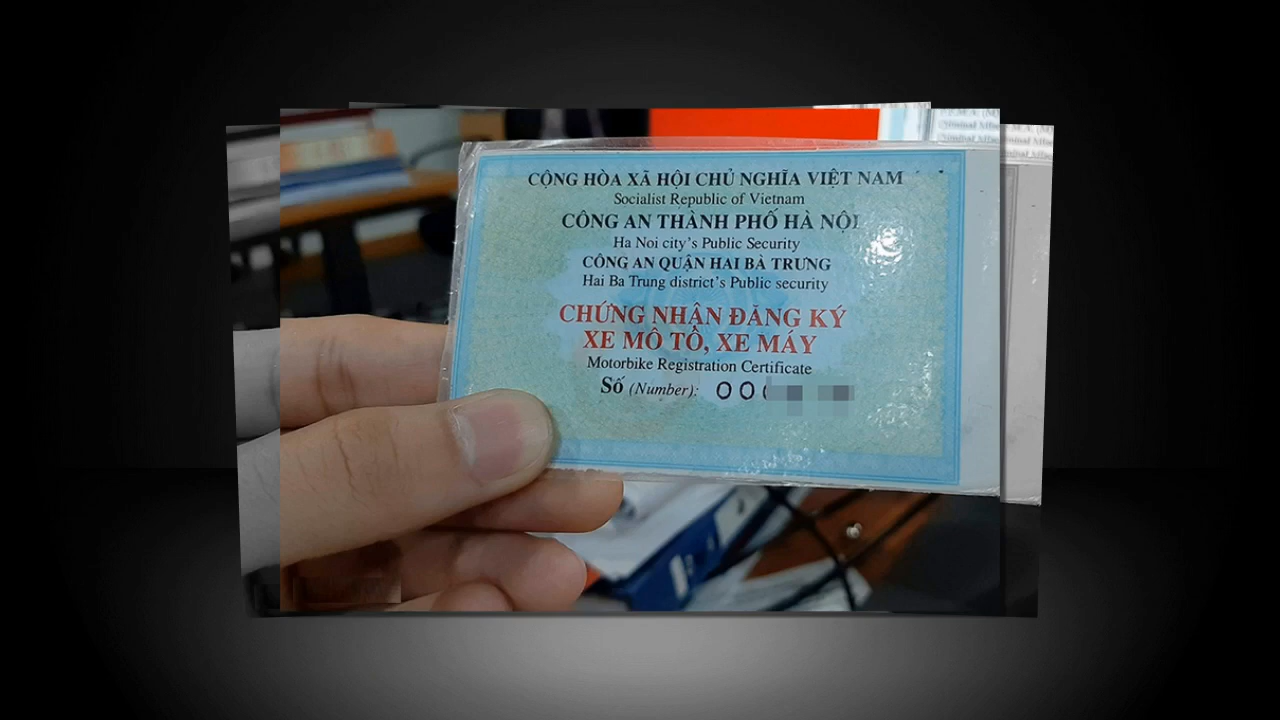 CỘNG HÒA XÃ HỘI CHỦ NGHĨA VIỆT NAM
Socialist Republic of Vietnam
CÔNG AN THÀNH PHỐ HÀ NỘI
Ha Noi city's Public Security
CÔNG AN QUẬN HAI BÀ TRƯNG
Hai Ba Trung district's Public security
CHỨNG NHẬN ĐĂNG KÝ
XE MÔ TÔ, XE MÁY
Motorbike Registration Certificate
Số (Number): 00